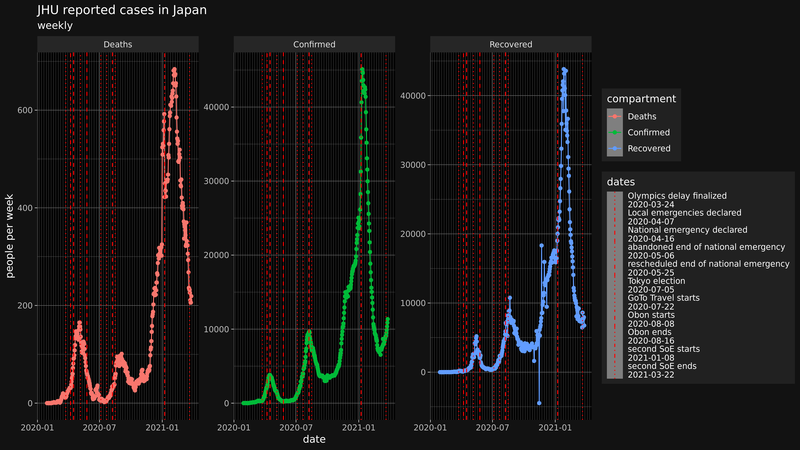 JHU reported cases in Japan
weekly
Deaths
Confirmed
Recovered
people per week
600
400
200
0
40000
30000
20000
10000
0
40000
30000
20000
10000
0
2020-01
2020-07
2021-01
2020-01
2020-07
2021-01
2020-01
2020-07
2021-01
date
compartment
Deaths
Confirmed
Recovered
dates
Olympics delay finalized
2020-03-24
Local emergencies declared
2020-04-07
National emergency declared
2020-04-16
abandoned end of national emergency
2020-05-06
rescheduled end of national emergency
2020-05-25
Tokyo election
2020-07-05
GoTo Travel starts
2020-07-22
Obon starts
2020-08-08
Obon ends
2020-08-16
second SoE starts
2021-01-08
second SoE ends
2021-03-22